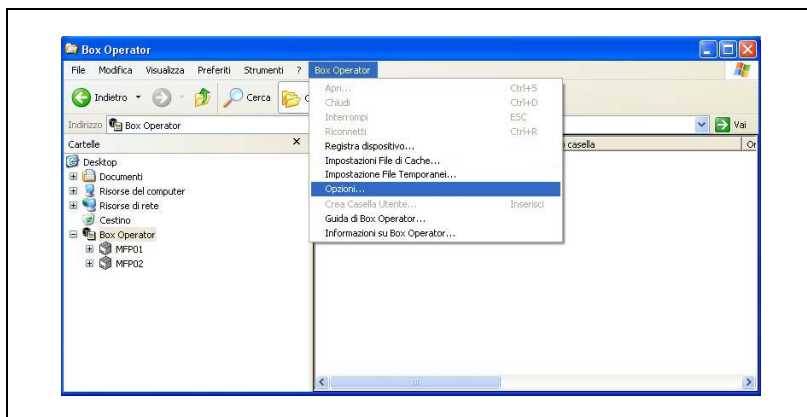 Box Operator
File Modifica Visualizza Preferiti Strumenti ? Box Operator
Indietro Cerca
Indirizzo Box Operator Vai
Cartelle
Desktop
Documenti
Risorse del computer
Risorse di rete
Cestino
Box Operator
MFP01
MFP02
Apri... Ctrl+S
Chiudi Ctrl+D
Interrompi ESC
Riconnetti Ctrl+R
Registra dispositivo...
Impostazioni File di Cache...
Impostazione File Temporanei...
Opzioni...
Crea Casella Utente... Inserisci
Guida di Box Operator...
Informazioni su Box Operator...
casella